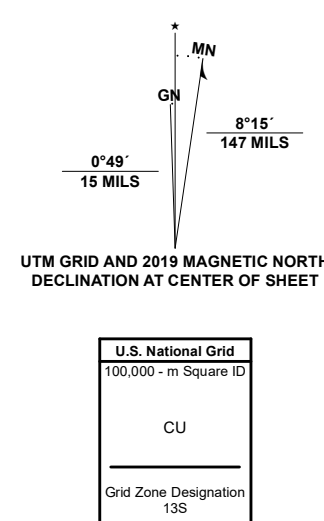 ★
MN
GN
8°15´
147 MILS
0°49´
15 MILS
UTM GRID AND 2019 MAGNETIC NORTH
DECLINATION AT CENTER OF SHEET
U.S. National Grid
100,000 - m Square ID
CU
Grid Zone Designation
13S